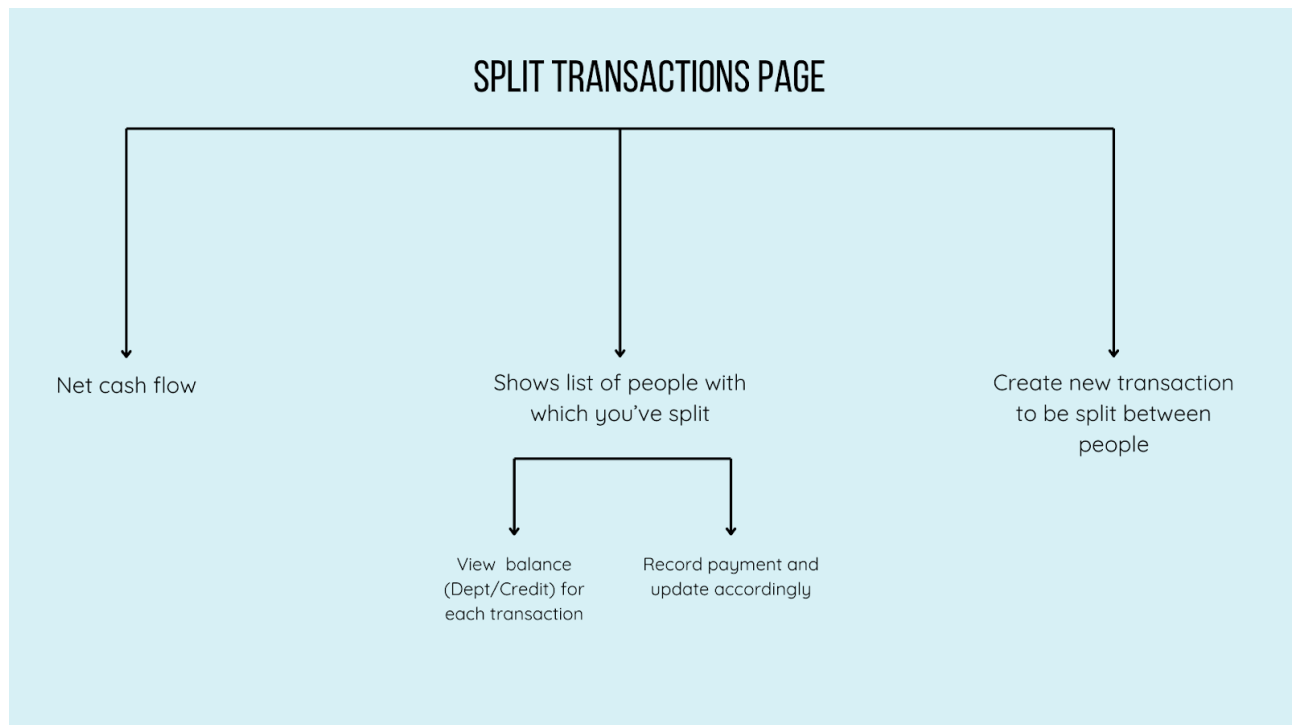 SPLIT TRANSACTIONS PAGE
Net cash flow
Shows list of people with
which you've split
Create new transaction
to be split between
people
View balance
(Dept/Credit) for
each transaction
Record payment and
update accordingly